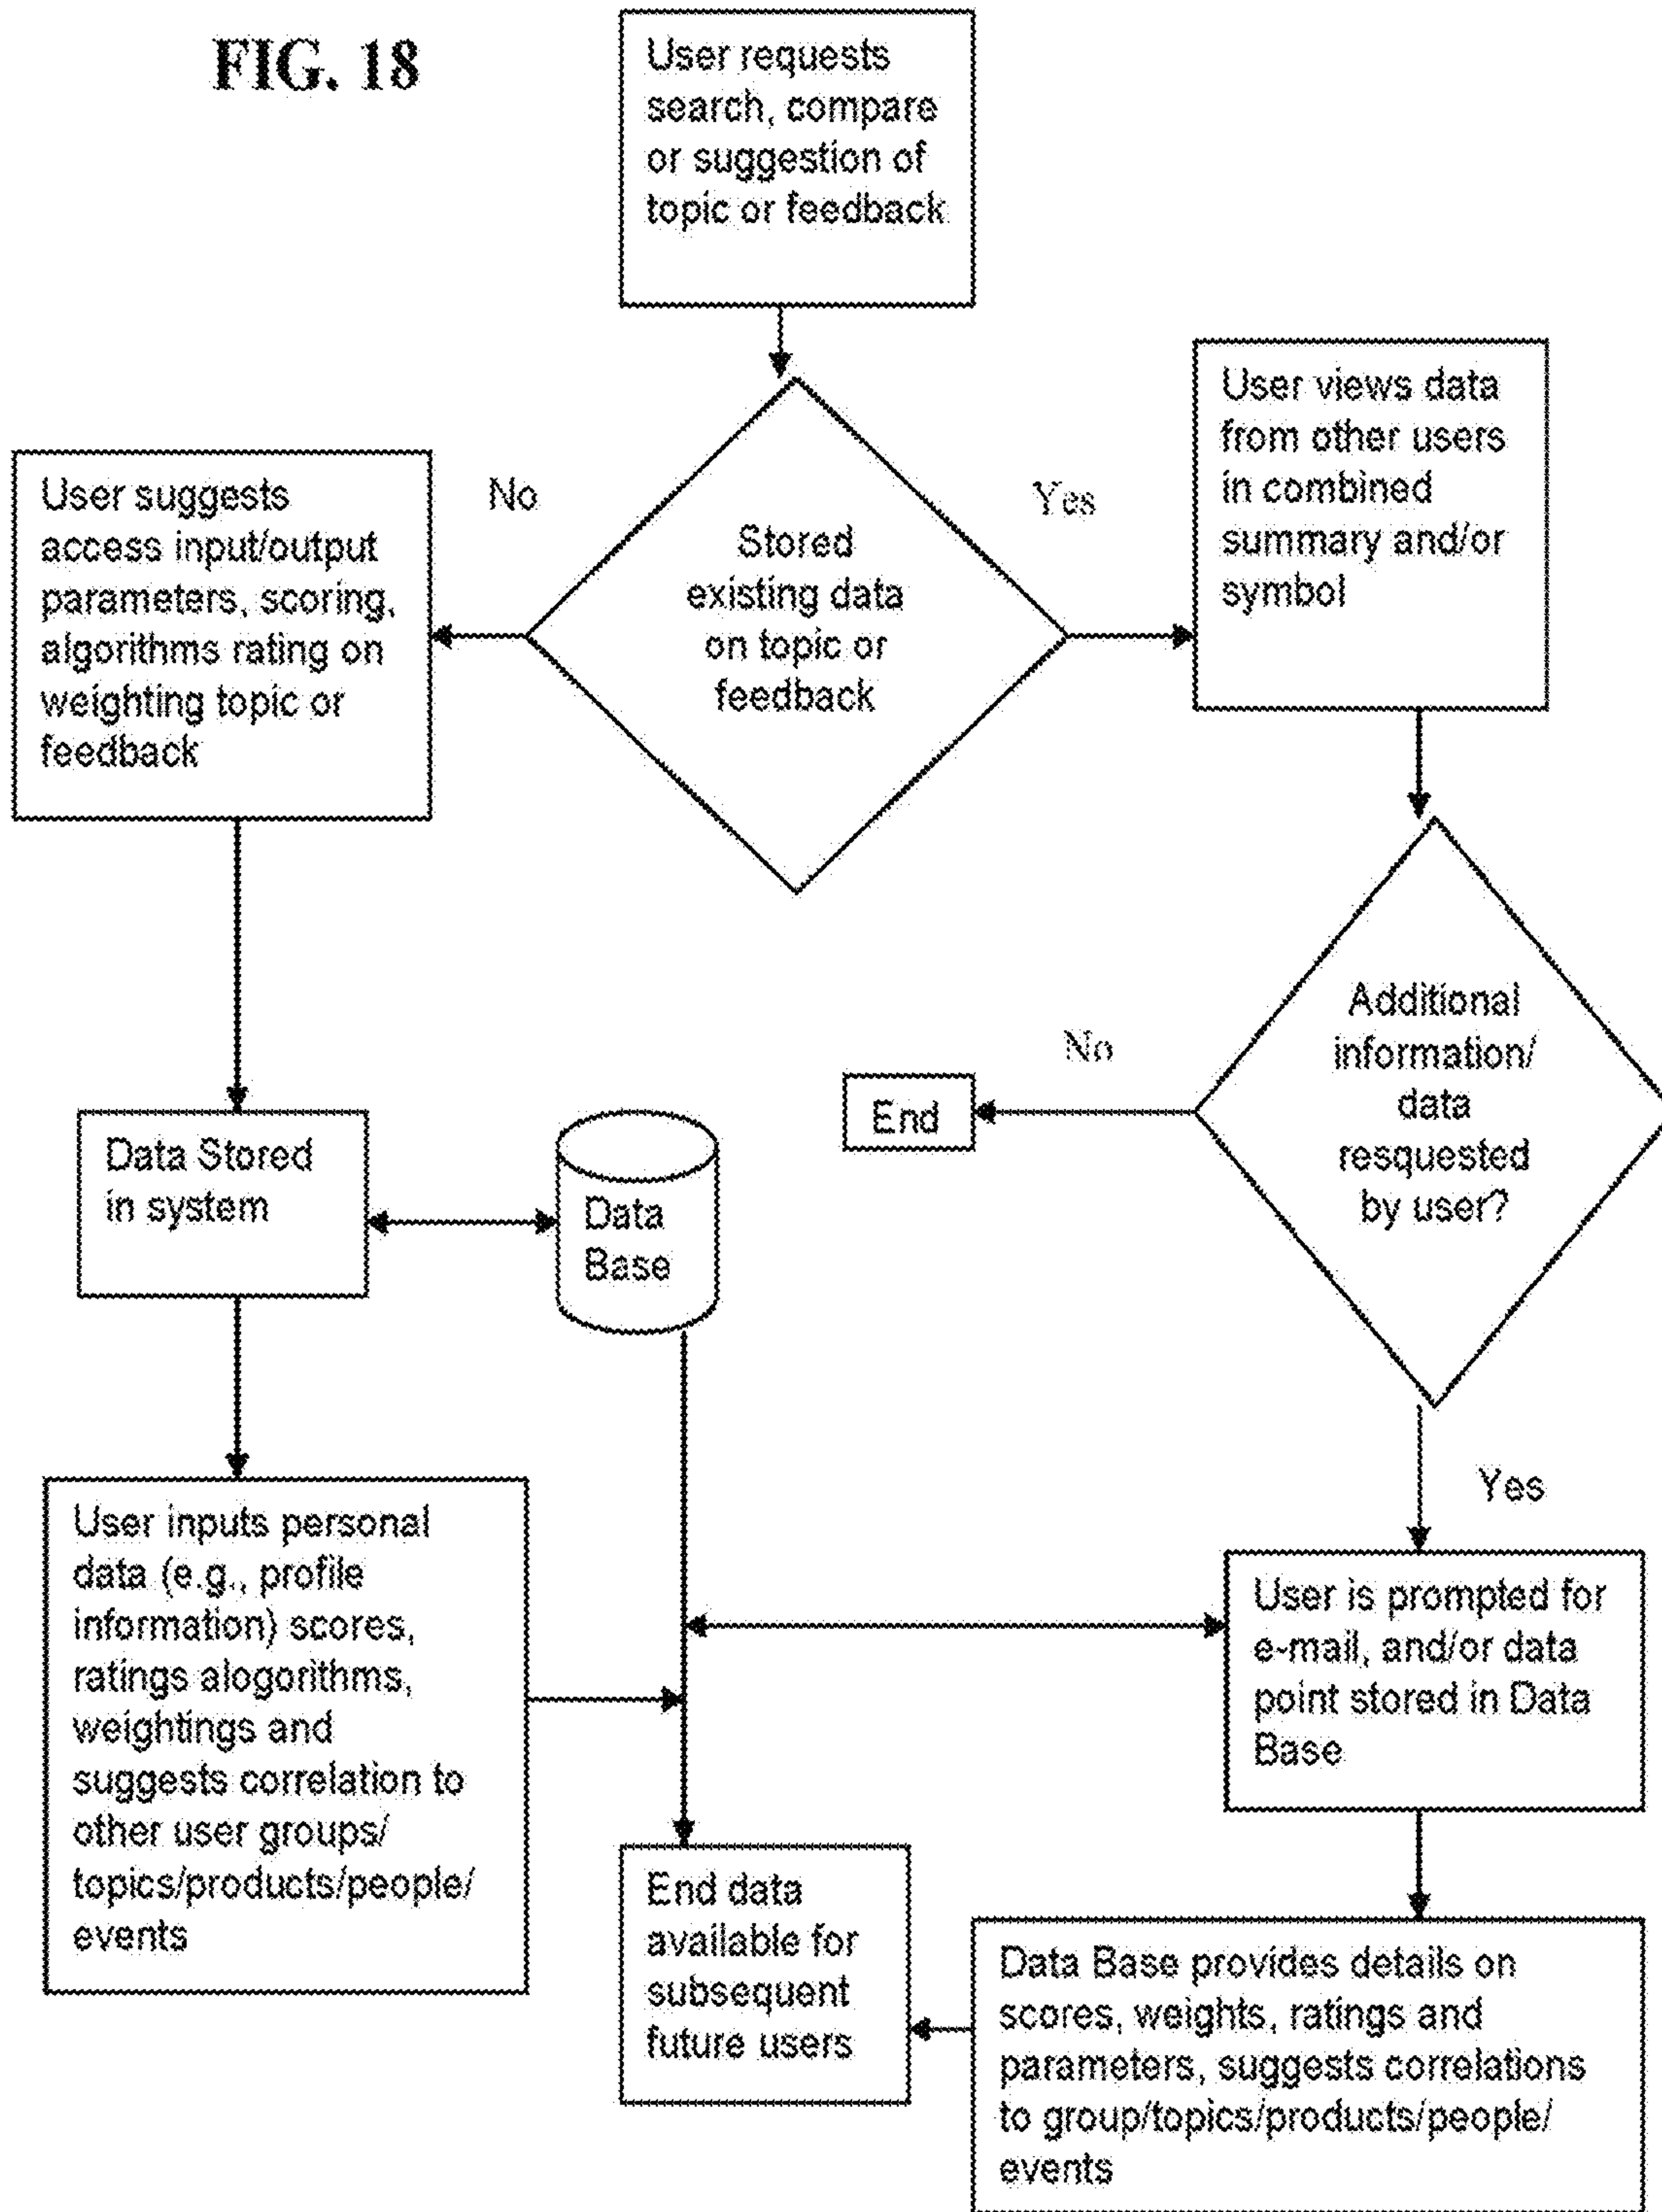 FIG. 18
User requests
search, compare
or suggestion of
topic or feedback
User suggests
access input/output
parameters, scoring,
algorithms rating on
weighting topic or
feedback
No
Stored
existing data
on topic or
feedback
Yes
User views data
from other users
in combined
summary and/or
symbol
Additional
information/
data
resquested
by user?
No
End
Data Stored
in system
Data
Base
Yes
User inputs personal
data (e.g., profile
information) scores,
ratings alogorithms,
weightings and
suggests correlation to
other user groups/
topics/products/people/
events
User is prompted for
e-mail, and/or data
point stored in Data
Base
End data
available for
subsequent
future users
Data Base provides details on
scores, weights, ratings and
parameters, suggests correlations
to group/topics/products/people/
events